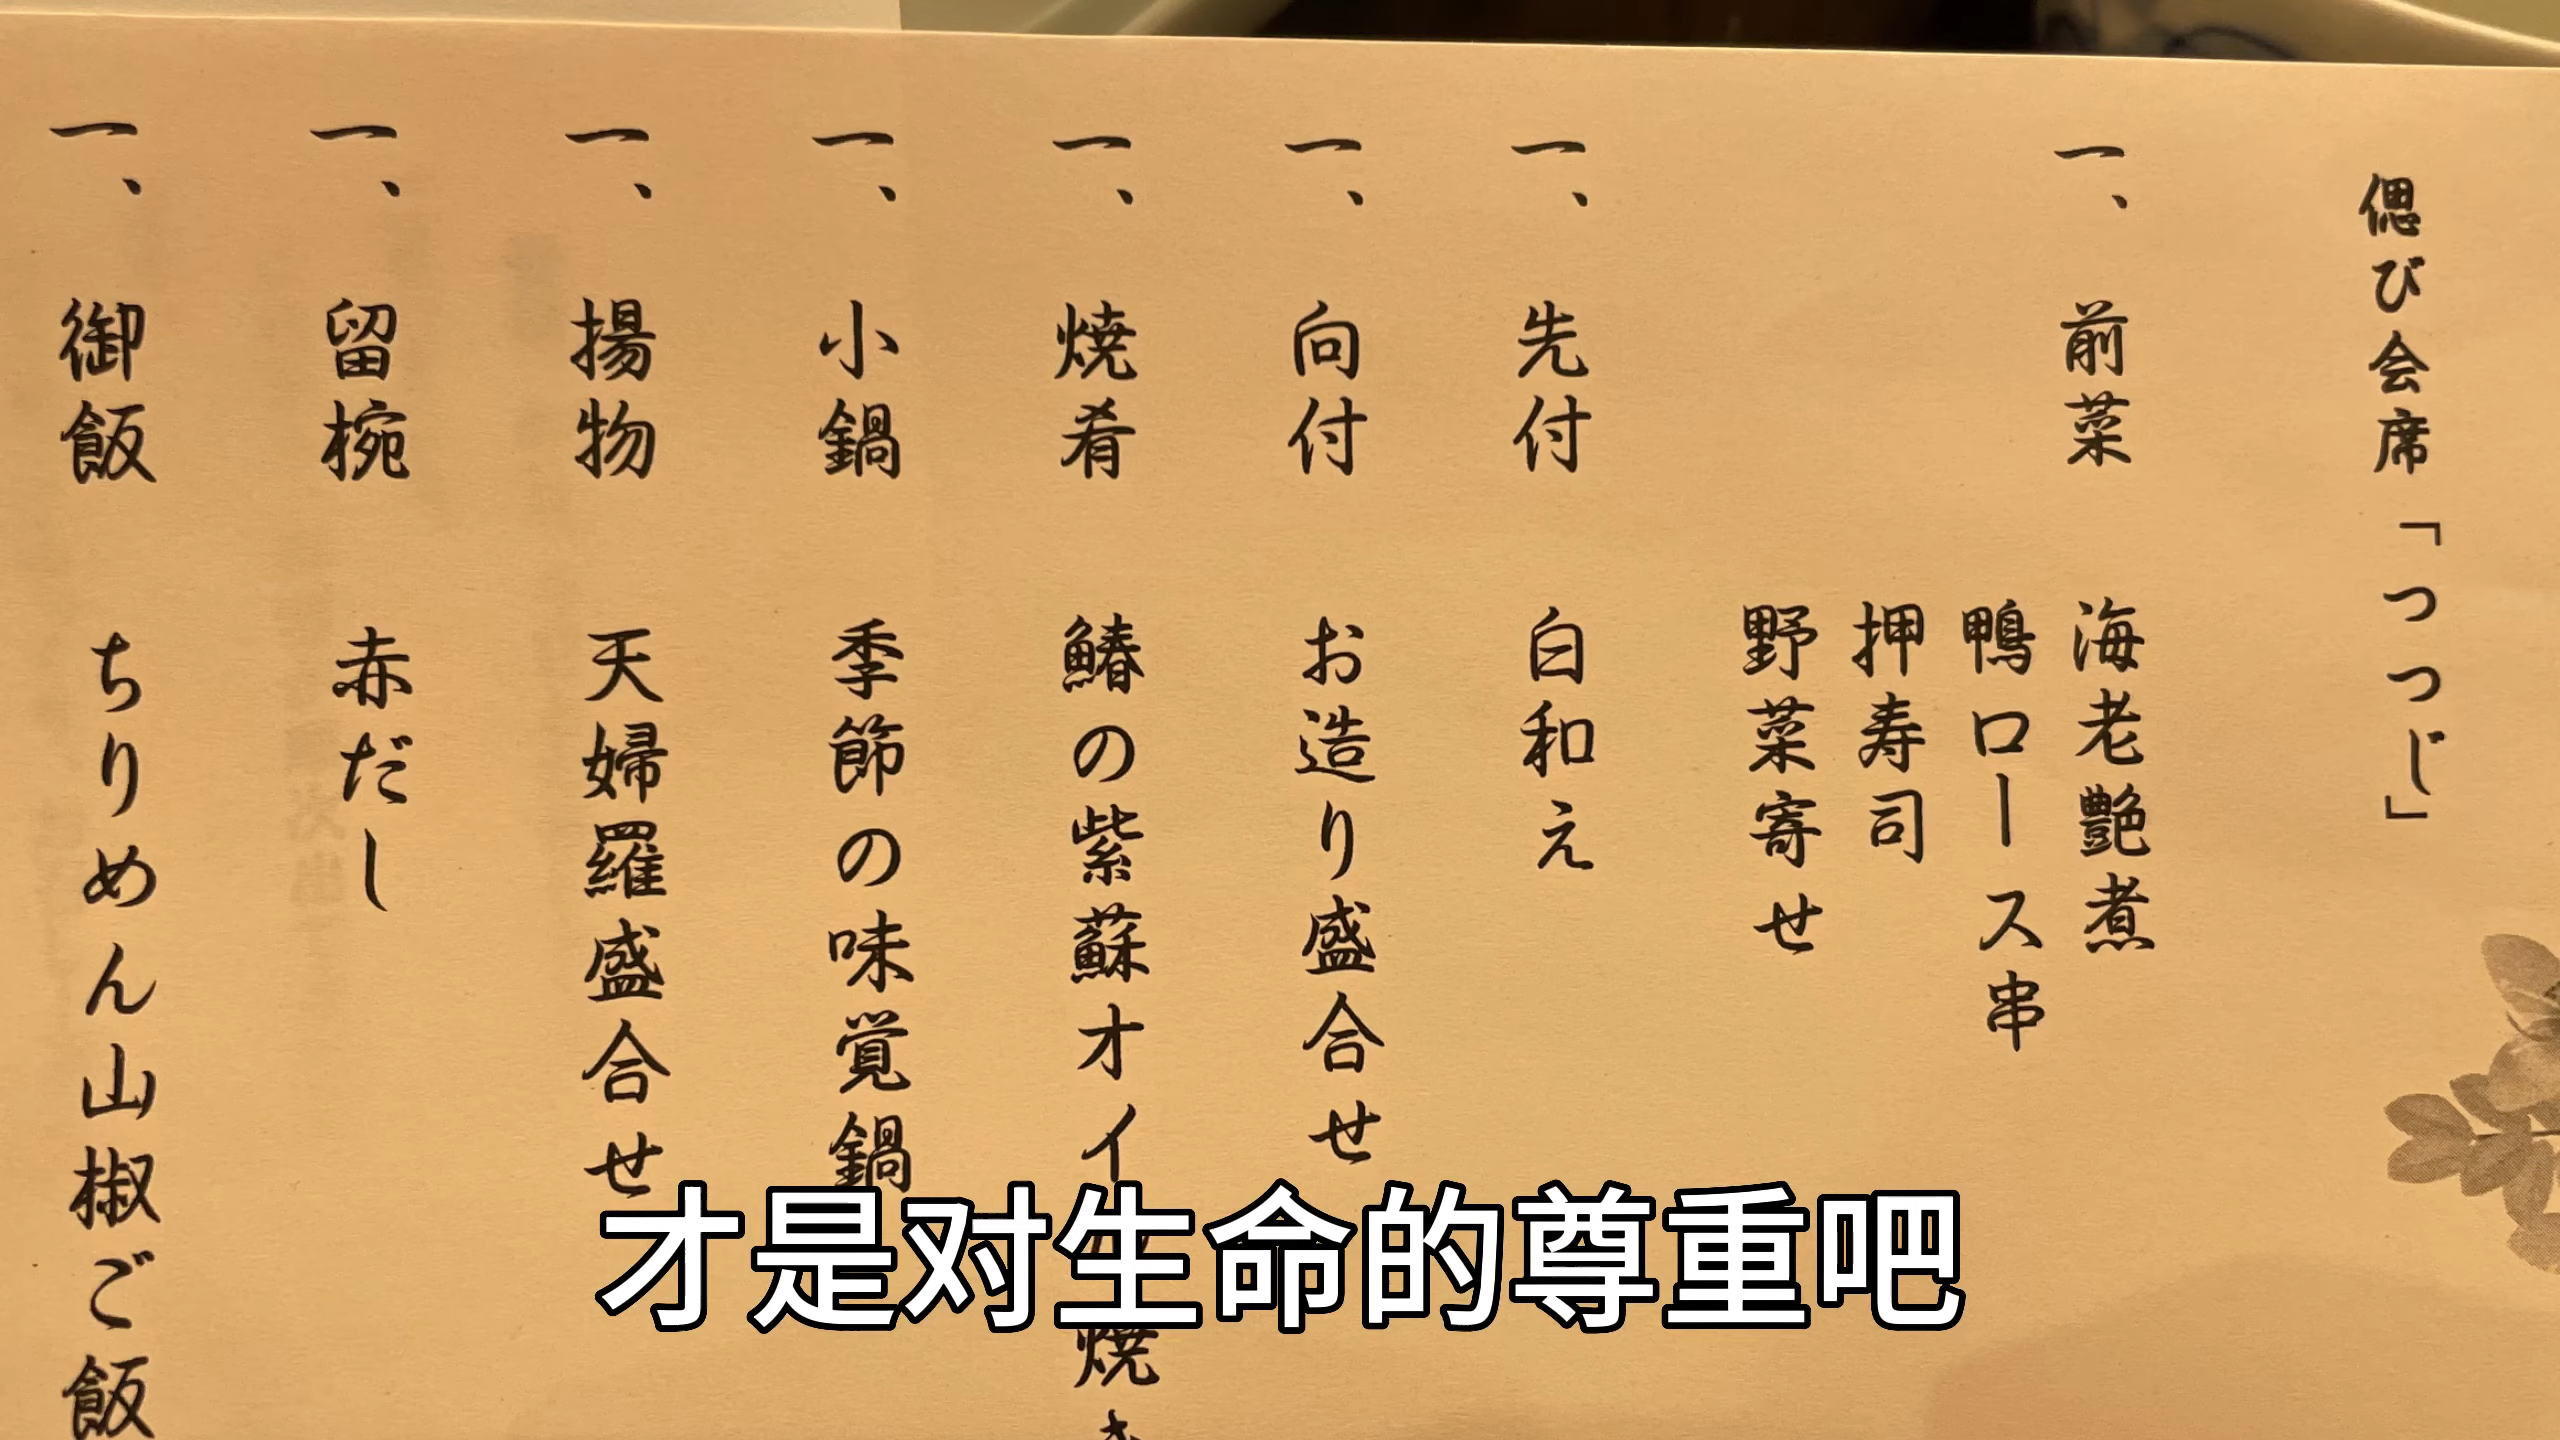 偲び会席「つつじ」
一、前菜　海老艶煮
鴨ロース串
押寿司
野菜寄せ
一、先付　白和え
一、向付　お造り盛合せ
一、焼肴　鰆の紫蘇オイ
焼き
一、小鍋　季節の味覚鍋
一、揚物　天婦羅盛合せ
一、留椀　赤だし
一、御飯　ちりめん山椒ご飯
才是对生命的尊重吧